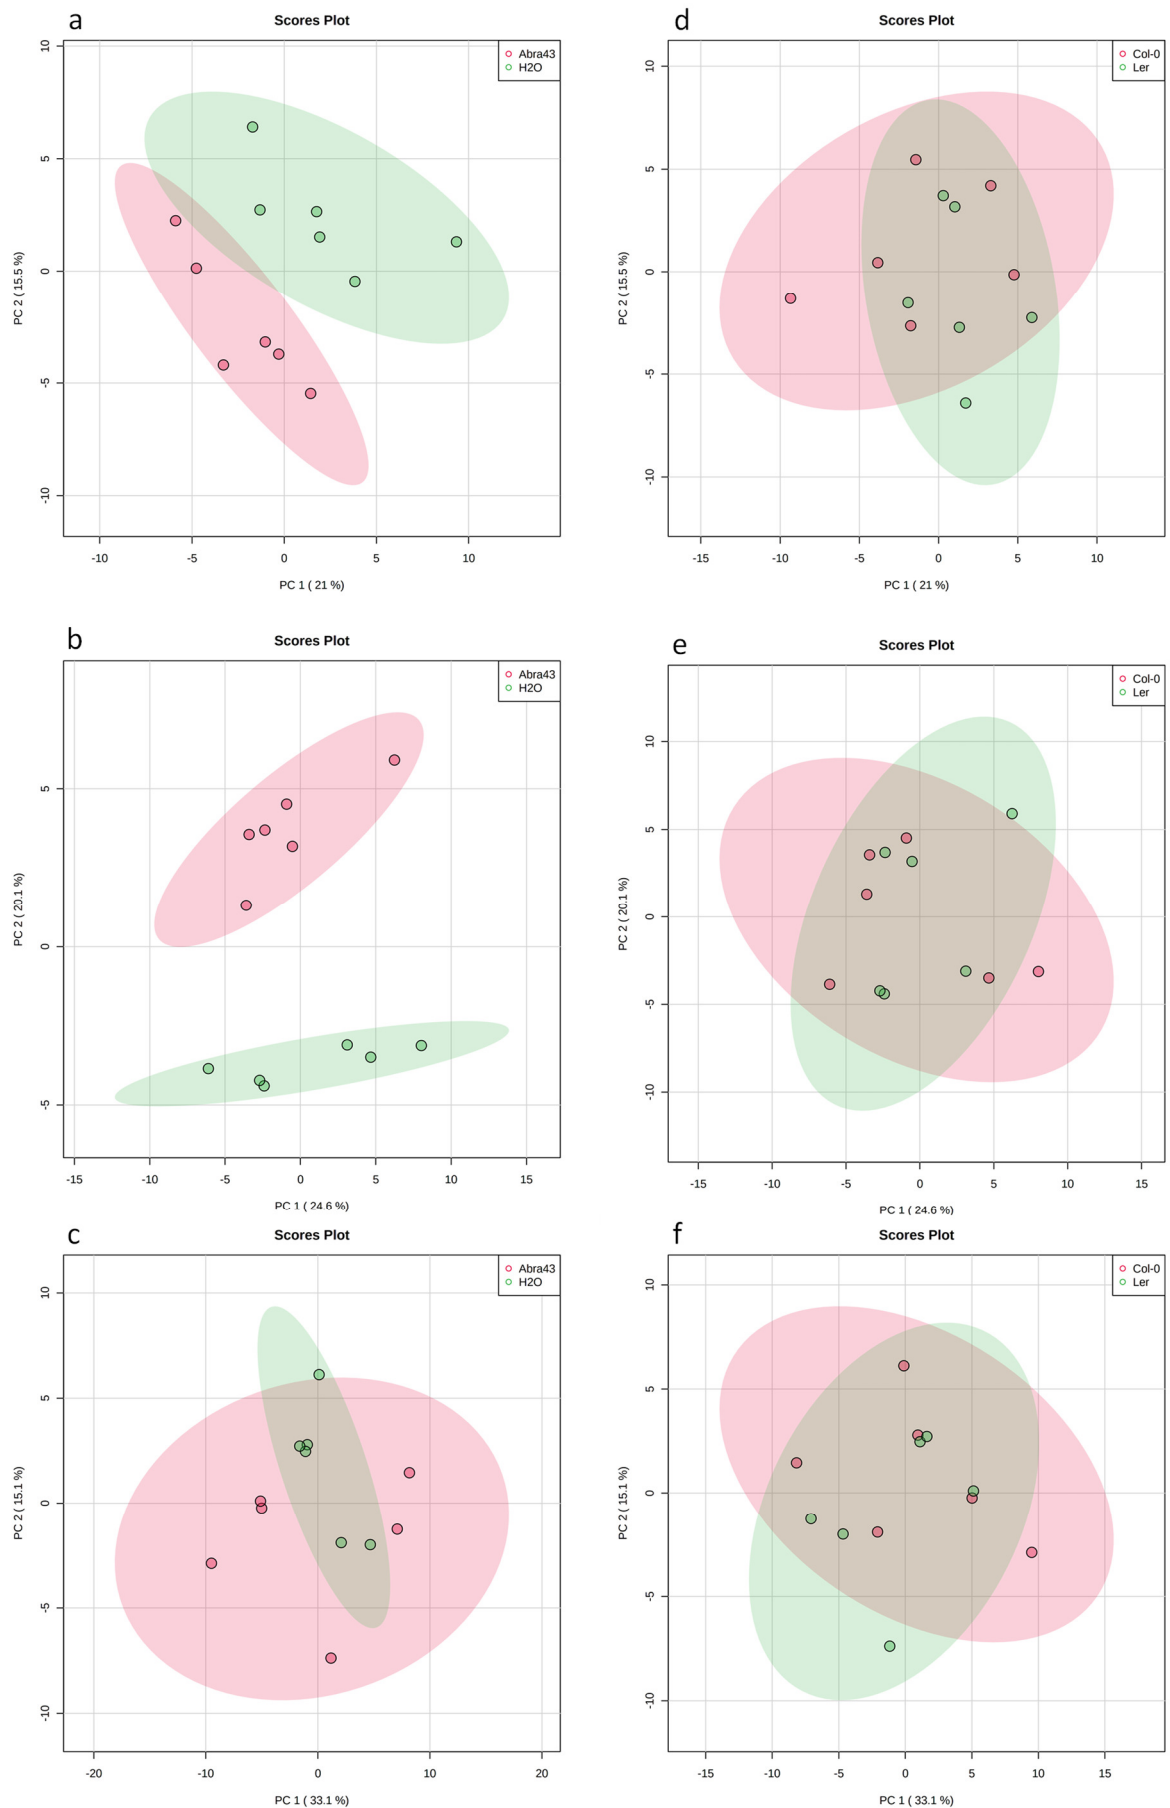 a
Scores Plot
Abra43
H2O
10
5
0
-5
-10
PC 2 ( 15.5 %)
-10 -5 0 5 10
PC 1 ( 21 %)
d
Scores Plot
Col-0
Ler
10
5
0
-5
-10
PC 2 ( 15.5 %)
-15 -10 -5 0 5 10
PC 1 ( 21 %)
b
Scores Plot
Abra43
H2O
5
0
-5
PC 2 ( 20.1 %)
-15 -10 -5 0 5 10 15
PC 1 ( 24.6 %)
e
Scores Plot
Col-0
Ler
10
5
0
-5
-10
PC 2 ( 20.1 %)
-15 -10 -5 0 5 10 15
PC 1 ( 24.6 %)
c
Scores Plot
Abra43
H2O
10
5
0
-5
-10
PC 2 ( 15.1 %)
-20 -10 0 10 20
PC 1 ( 33.1 %)
f
Scores Plot
Col-0
Ler
10
5
0
-5
-10
PC 2 ( 15.1 %)
-15 -10 -5 0 5 10 15
PC 1 ( 33.1 %)